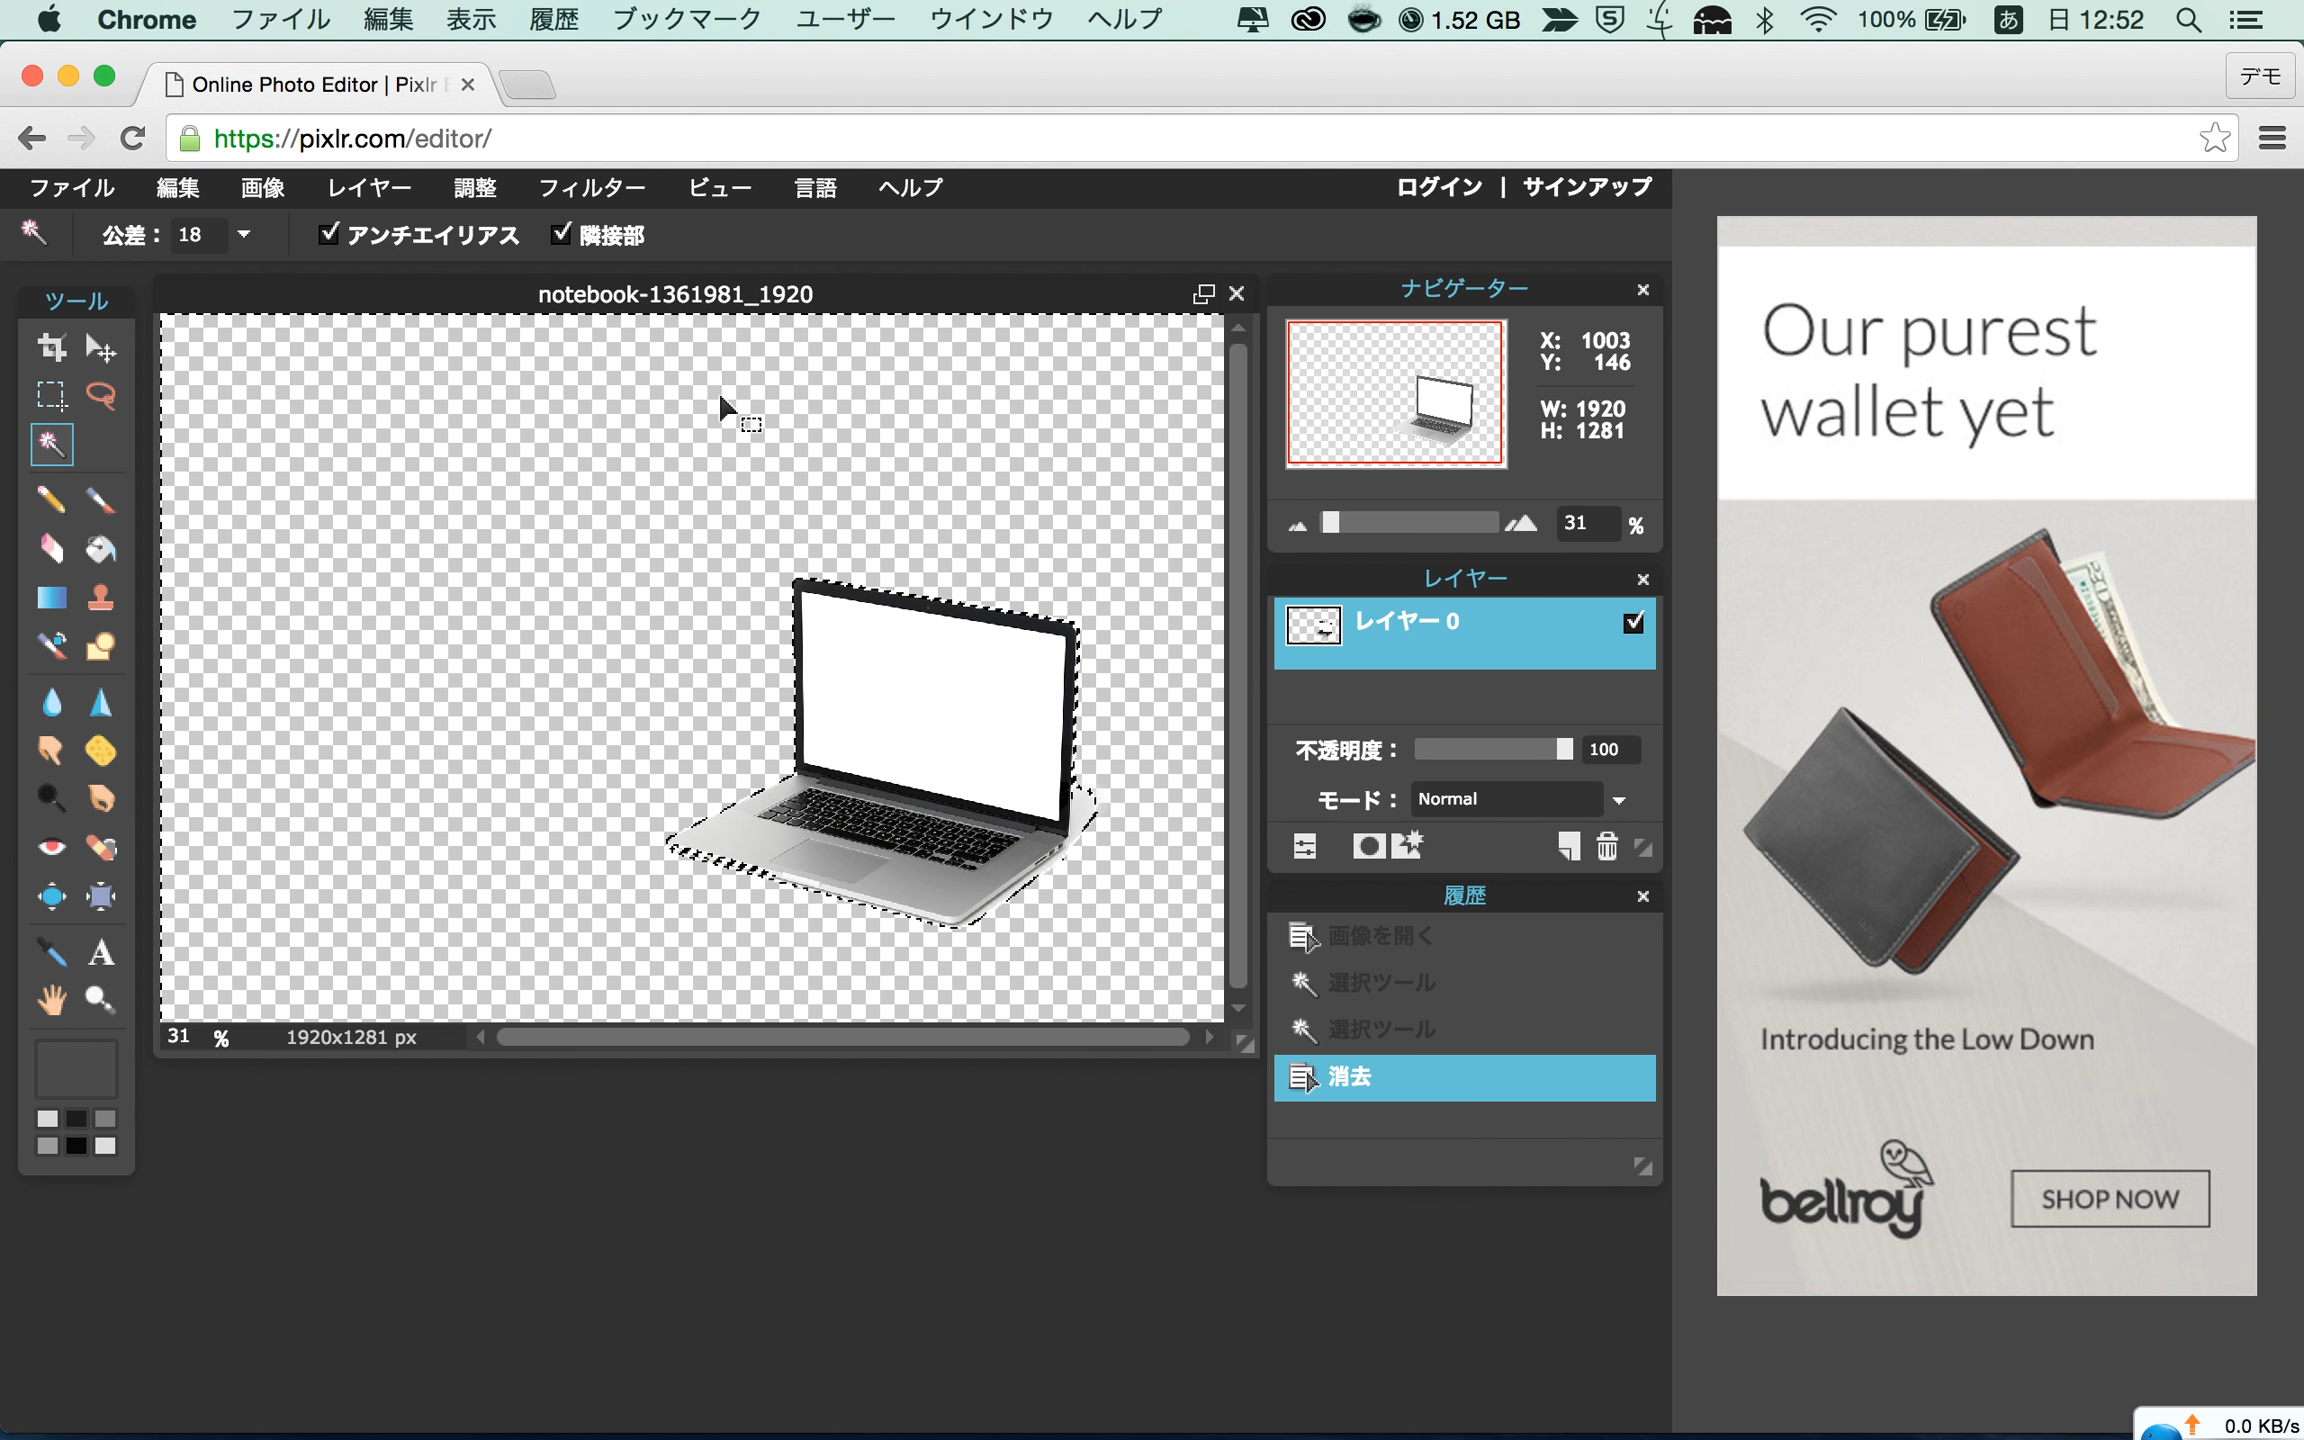 Chrome ファイル 編集 表示 履歴 ブックマーク ユーザー ウインドウ ヘルプ 1.52 GB 100% あ 日 12:52
Online Photo Editor | Pixlr
デモ
https://pixlr.com/editor/
ファイル 編集 画像 レイヤー 調整 フィルター ビュー 言語 ヘルプ ログイン | サインアップ
公差： 18 アンチエイリアス 隣接部
ツール
notebook-1361981_1920
31 % 1920x1281 px
ナビゲーター
X: 1003
Y: 146
W: 1920
H: 1281
31 %
レイヤー
レイヤー 0
不透明度： 100
モード： Normal
履歴
画像を開く
選択ツール
選択ツール
消去
Our purest
wallet yet
Introducing the Low Down
bellroy
SHOP NOW
0.0 KB/s